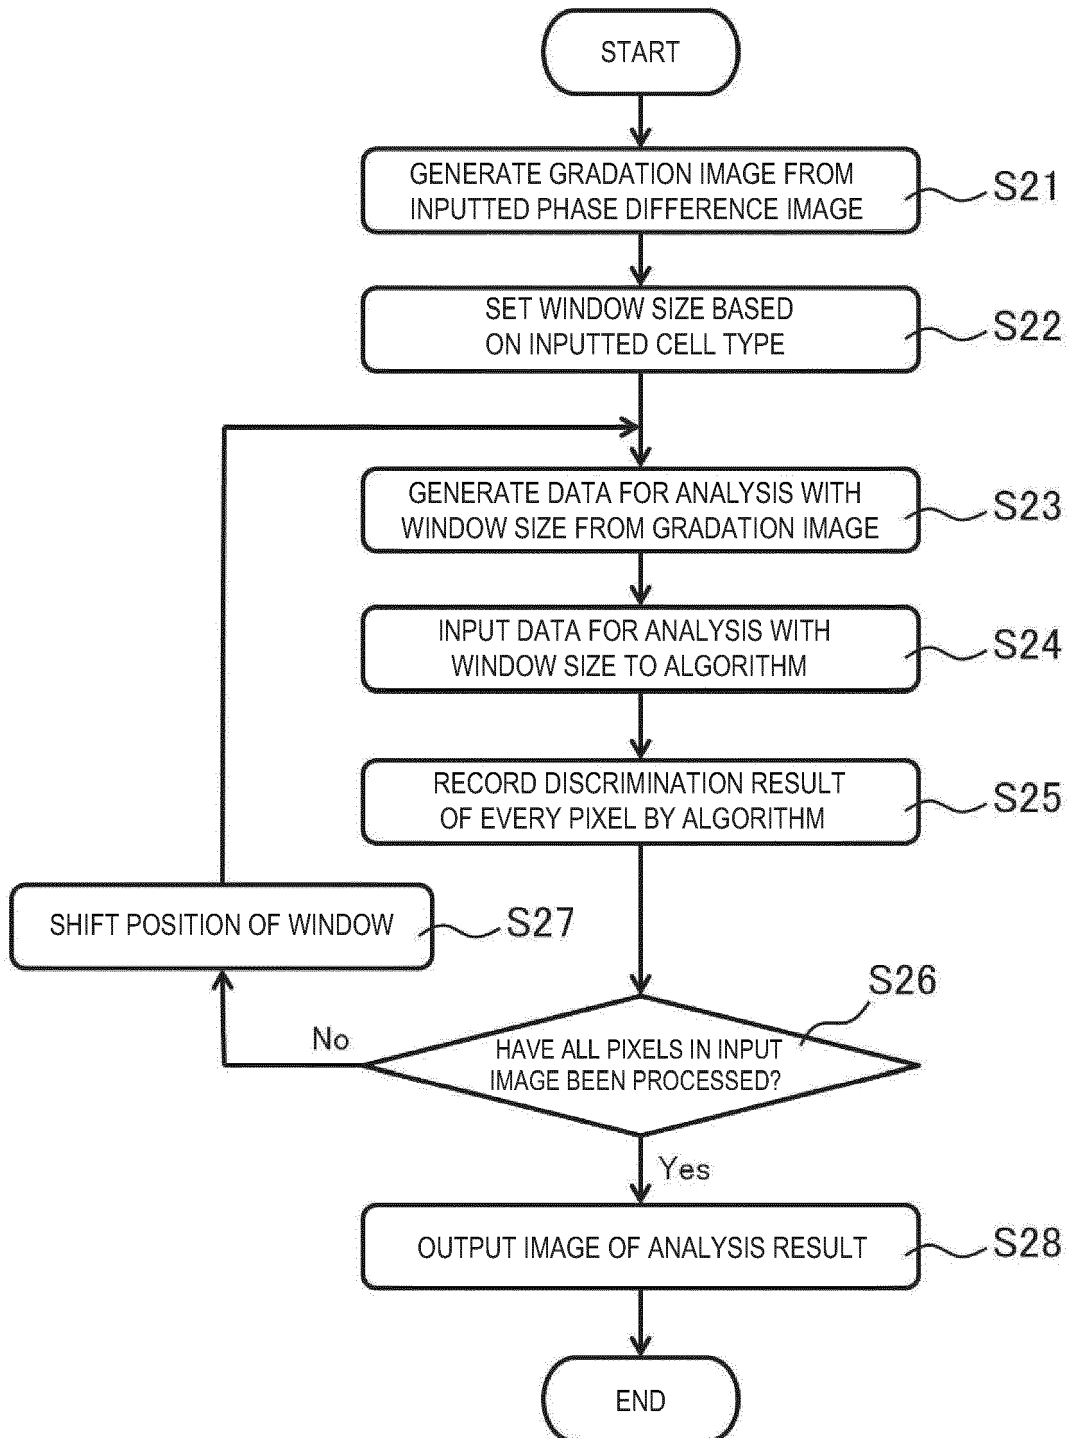 START
GENERATE GRADATION IMAGE FROM
INPUTTED PHASE DIFFERENCE IMAGE
S21
SET WINDOW SIZE BASED
ON INPUTTED CELL TYPE
S22
GENERATE DATA FOR ANALYSIS WITH
WINDOW SIZE FROM GRADATION IMAGE
S23
INPUT DATA FOR ANALYSIS WITH
WINDOW SIZE TO ALGORITHM
S24
RECORD DISCRIMINATION RESULT
OF EVERY PIXEL BY ALGORITHM
S25
SHIFT POSITION OF WINDOW
S27
S26
No
HAVE ALL PIXELS IN INPUT
IMAGE BEEN PROCESSED?
Yes
OUTPUT IMAGE OF ANALYSIS RESULT
S28
END